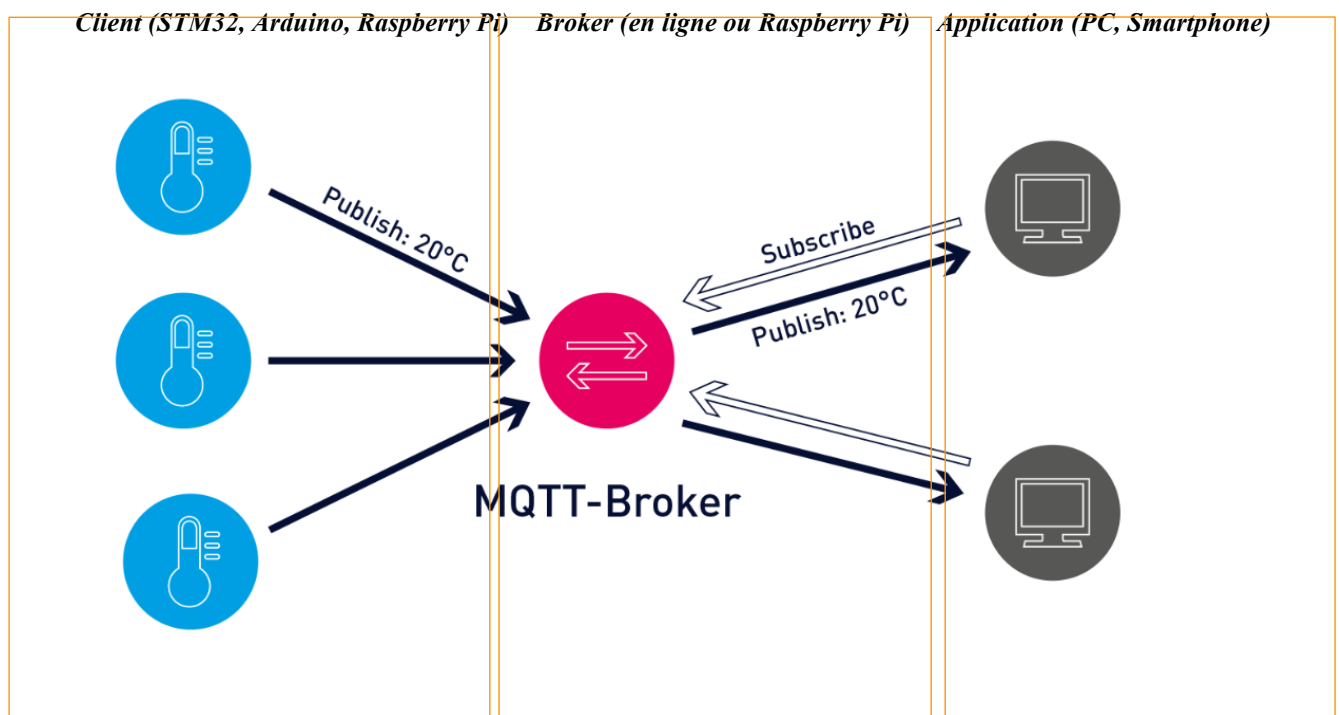 Client (STM32, Arduino, Raspberry Pi)
Broker (en ligne ou Raspberry Pi)
Application (PC, Smartphone)
Publish: 20°C
Subscribe
Publish: 20°C
MQTT-Broker